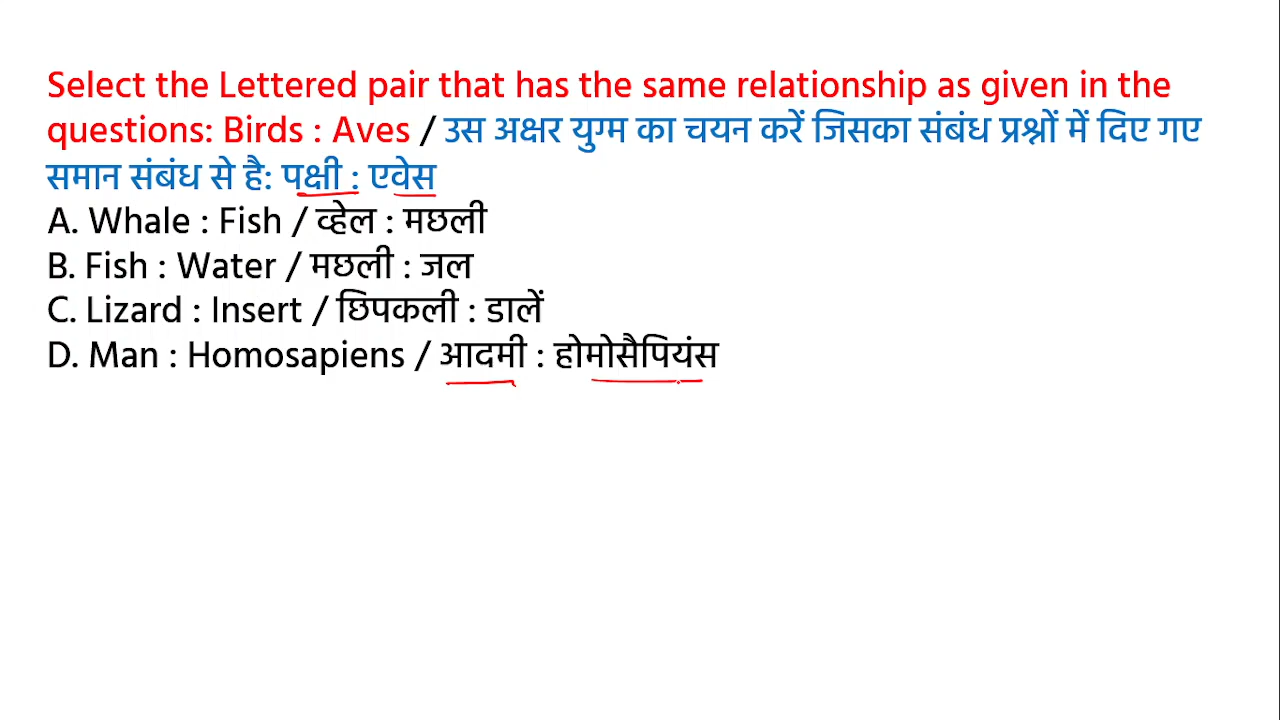 Select the Lettered pair that has the same relationship as given in the
questions: Birds : Aves / उस अक्षर युग्म का चयन करें जिसका संबंध प्रश्नों में दिए गए
समान संबंध से है: पक्षी : एवेस
A. Whale : Fish / व्हेल : मछली
B. Fish : Water / मछली : जल
C. Lizard : Insert / छिपकली : डालें
D. Man : Homosapiens / आदमी : होमोसैपियंस